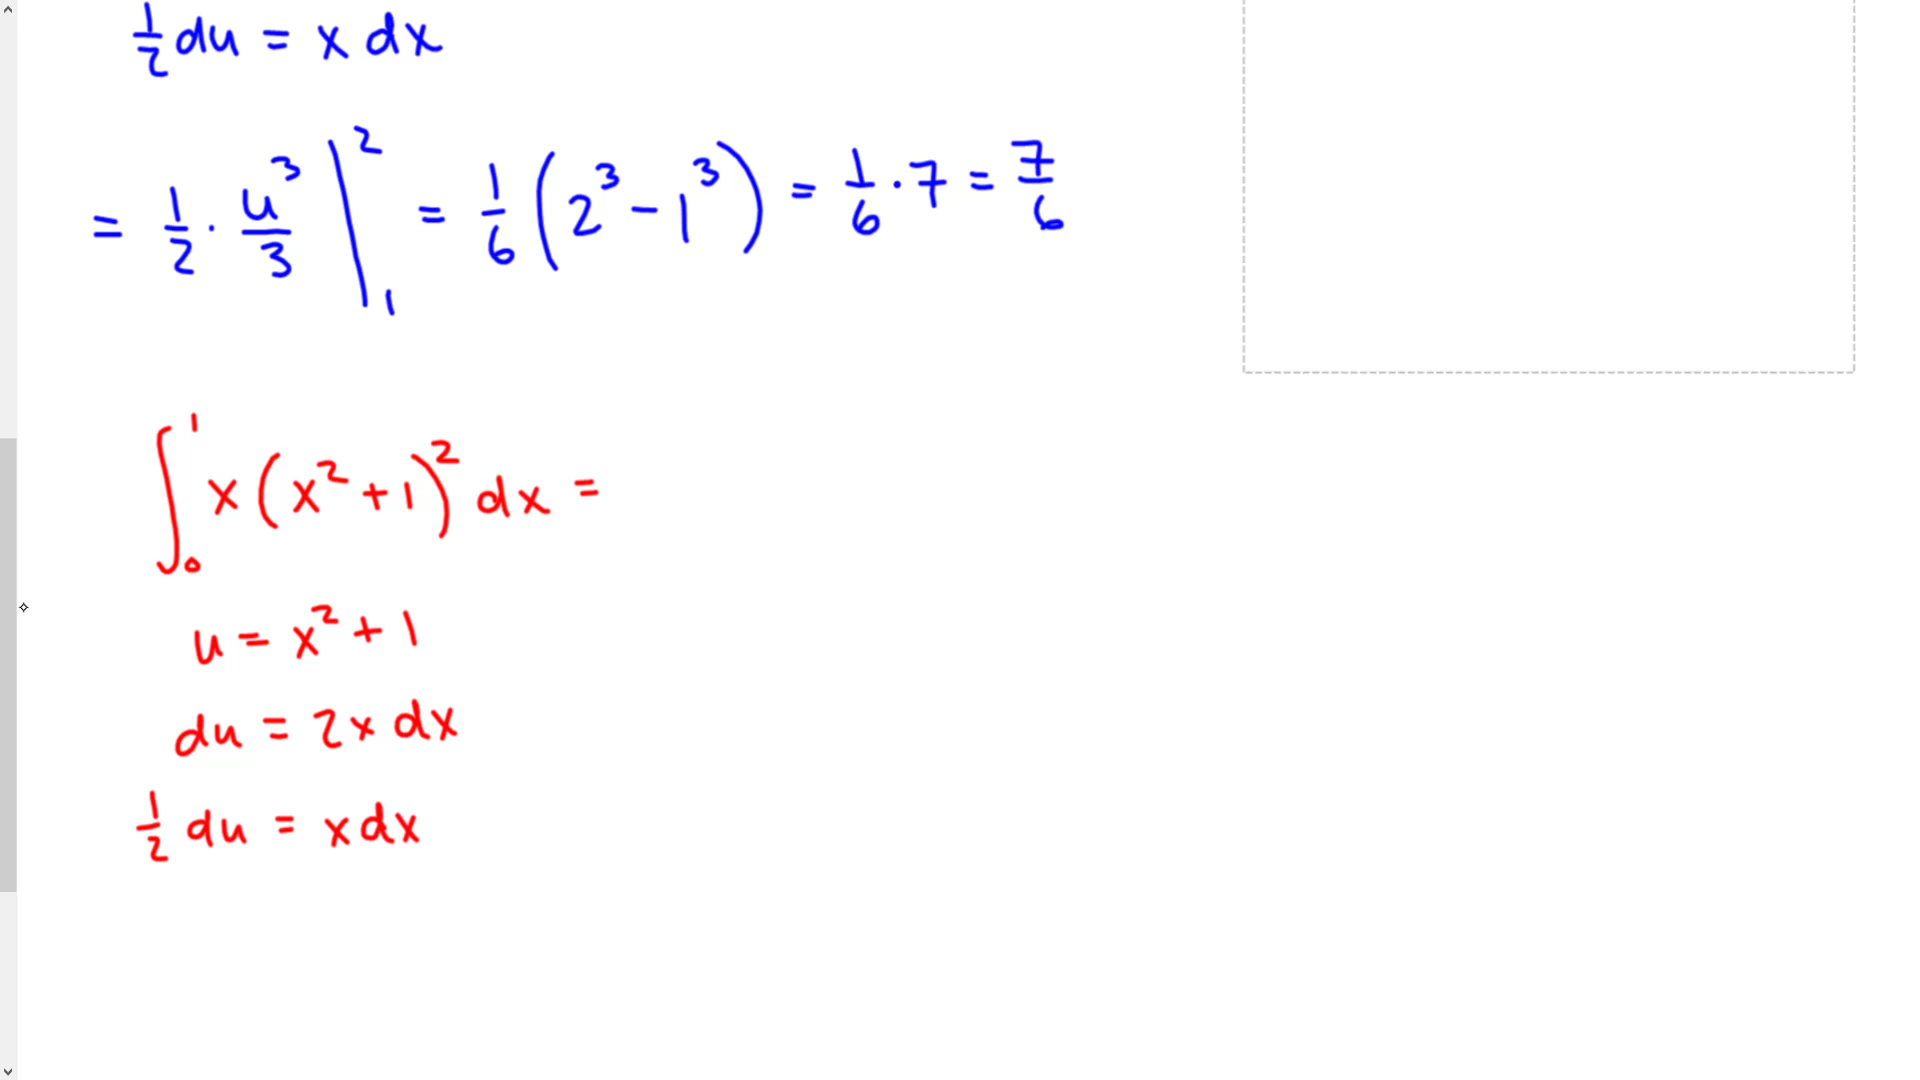 ½ du = x dx
= ½ · u³/3 |₁² = 1/6 (2³ − 1³) = 1/6 · 7 = 7/6
∫₀¹ x(x² + 1)² dx =
u = x² + 1
du = 2x dx
½ du = x dx